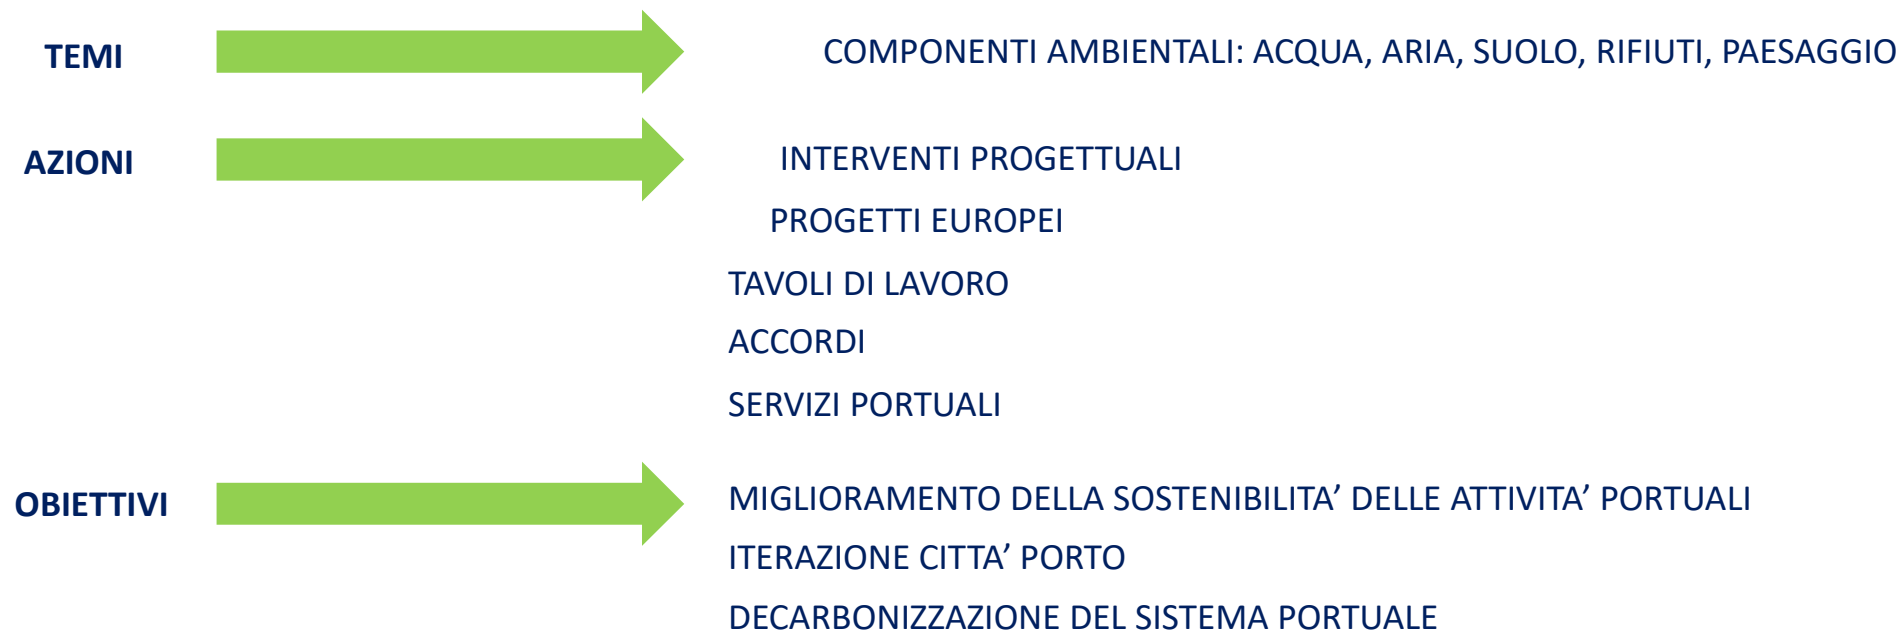 TEMI COMPONENTI AMBIENTALI: ACQUA, ARIA, SUOLO, RIFIUTI, PAESAGGIO
AZIONI INTERVENTI PROGETTUALI
PROGETTI EUROPEI
TAVOLI DI LAVORO
ACCORDI
SERVIZI PORTUALI
OBIETTIVI MIGLIORAMENTO DELLA SOSTENIBILITA’ DELLE ATTIVITA’ PORTUALI
ITERAZIONE CITTA’ PORTO
DECARBONIZZAZIONE DEL SISTEMA PORTUALE